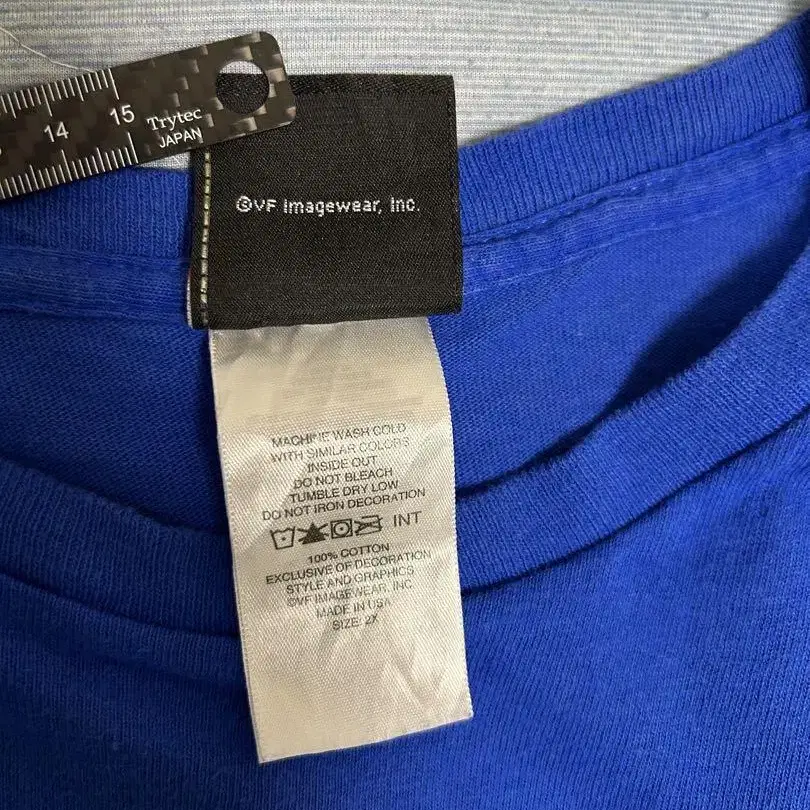 14 15
Trytec
JAPAN
©VF Imagewear, Inc.
MACHINE WASH COLD
WITH SIMILAR COLORS
INSIDE OUT
DO NOT BLEACH
TUMBLE DRY LOW
DO NOT IRON DECORATION
INT
100% COTTON
EXCLUSIVE OF DECORATION
STYLE AND GRAPHICS
©VF IMAGEWEAR, INC
MADE IN USA
SIZE: 2X